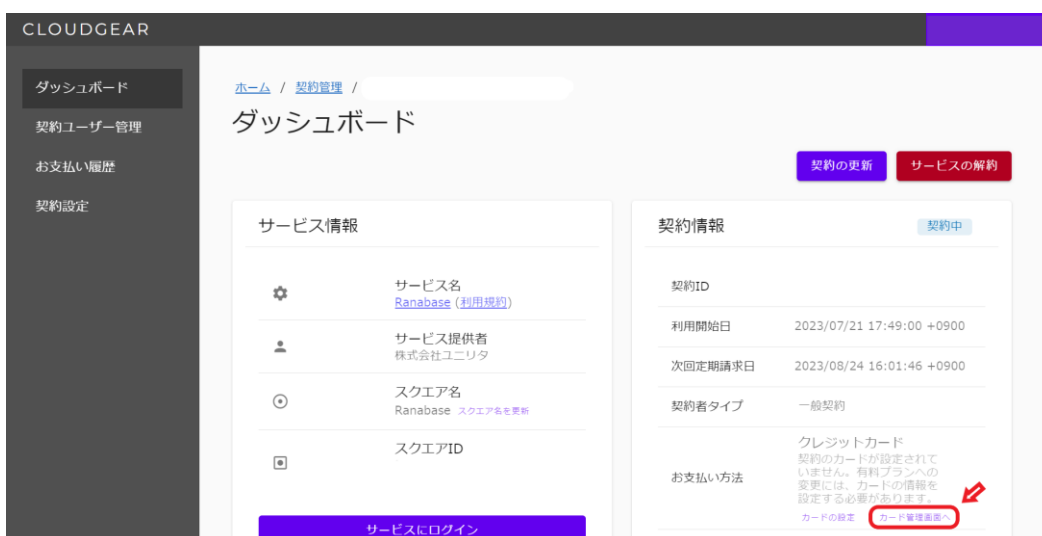 CLOUDGEAR
ダッシュボード
契約ユーザー管理
お支払い履歴
契約設定
ホーム / 契約管理 /
ダッシュボード
契約の更新 サービスの解約
サービス情報
サービス名
Ranabase (利用規約)
サービス提供者
株式会社ユニリタ
スクエア名
Ranabase スクエア名を更新
スクエアID
サービスにログイン
契約情報 契約中
契約ID
利用開始日 2023/07/21 17:49:00 +0900
次回定期請求日 2023/08/24 16:01:46 +0900
契約者タイプ 一般契約
お支払い方法
クレジットカード
契約のカードが設定されて
いません。有料プランへの
変更には、カードの情報を
設定する必要があります。
カードの設定 カード管理画面へ